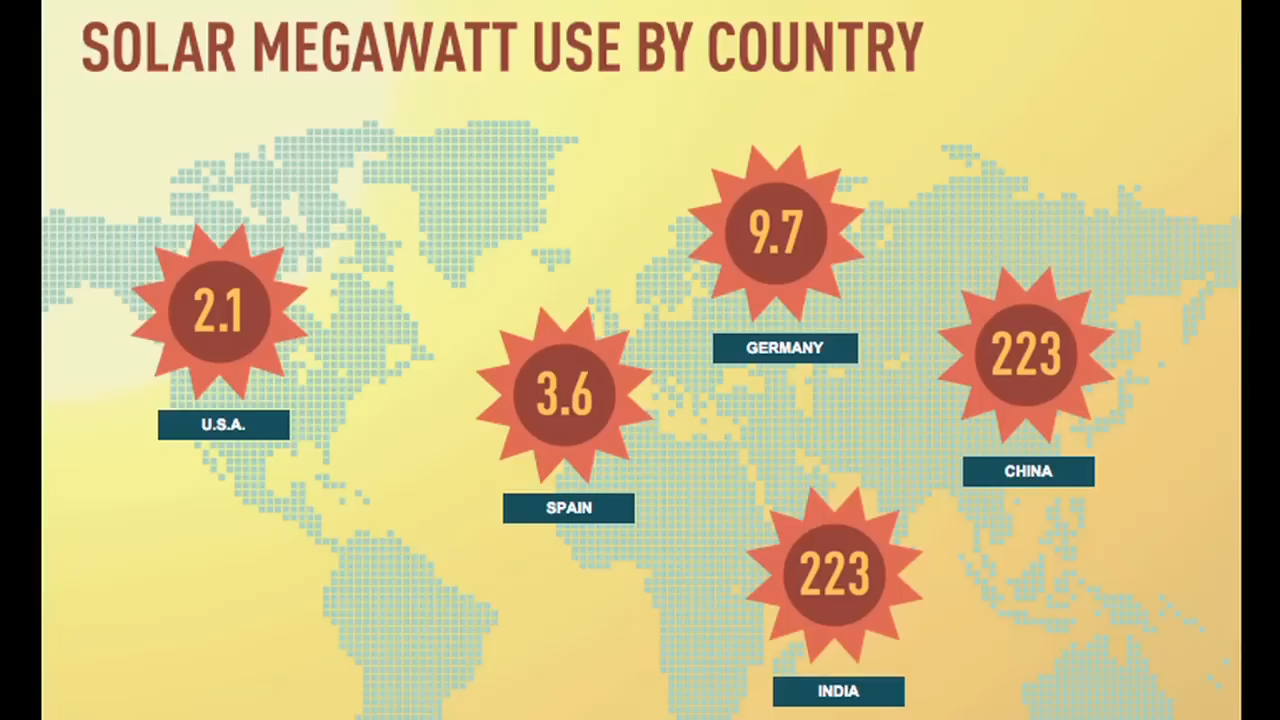 SOLAR MEGAWATT USE BY COUNTRY
9.7
GERMANY
2.1
U.S.A.
223
CHINA
3.6
SPAIN
223
INDIA